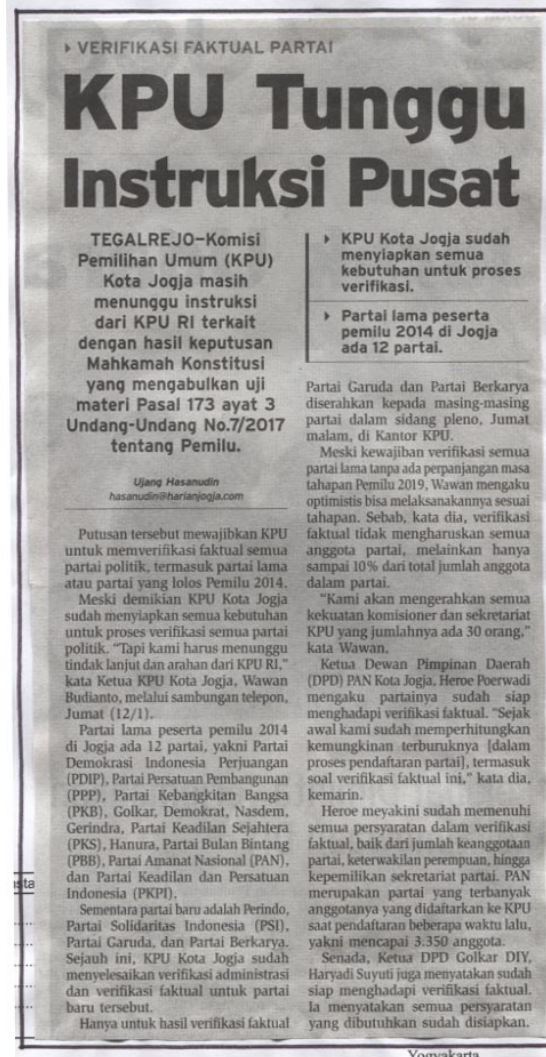 VERIFIKASI FAKTUAL PARTAI
KPU Tunggu
Instruksi Pusat
TEGALREJO—Komisi
Pemilihan Umum (KPU)
Kota Jogja masih
menunggu instruksi
dari KPU RI terkait
dengan hasil keputusan
Mahkamah Konstitusi
yang mengabulkan uji
materi Pasal 173 ayat 3
Undang-Undang No.7/2017
tentang Pemilu.
Ujang Hasanudin
hasanudin@harianjogja.com
Putusan tersebut mewajibkan KPU
untuk memverifikasi faktual semua
partai politik, termasuk partai lama
atau partai yang lolos Pemilu 2014.
Meski demikian KPU Kota Jogja
sudah menyiapkan semua kebutuhan
untuk proses verifikasi semua partai
politik. “Tapi kami harus menunggu
tindak lanjut dan arahan dari KPU RI,”
kata Ketua KPU Kota Jogja, Wawan
Budianto, melalui sambungan telepon,
Jumat (12/1).
Partai lama peserta pemilu 2014
di Jogja ada 12 partai, yakni Partai
Demokrasi Indonesia Perjuangan
(PDIP), Partai Persatuan Pembangunan
(PPP), Partai Kebangkitan Bangsa
(PKB), Golkar, Demokrat, Nasdem,
Gerindra, Partai Keadilan Sejahtera
(PKS), Hanura, Partai Bulan Bintang
(PBB), Partai Amanat Nasional (PAN),
dan Partai Keadilan dan Persatuan
Indonesia (PKPI).
Sementara partai baru adalah Perindo,
Partai Solidaritas Indonesia (PSI),
Partai Garuda, dan Partai Berkarya.
Sejauh ini, KPU Kota Jogja sudah
menyelesaikan verifikasi administrasi
dan verifikasi faktual untuk partai
baru tersebut.
Hanya untuk hasil verifikasi faktual
KPU Kota Jogja sudah
menyiapkan semua
kebutuhan untuk proses
verifikasi.
Partai lama peserta
pemilu 2014 di Jogja
ada 12 partai.
Partai Garuda dan Partai Berkarya
diserahkan kepada masing-masing
partai dalam sidang pleno, Jumat
malam, di Kantor KPU.
Meski kewajiban verifikasi semua
partai lama tanpa ada perpanjangan masa
tahapan Pemilu 2019, Wawan mengaku
optimistis bisa melaksanakannya sesuai
tahapan. Sebab, kata dia, verifikasi
faktual tidak mengharuskan semua
anggota partai, melainkan hanya
sampai 10% dari total jumlah anggota
dalam partai.
“Kami akan mengerahkan semua
kekuatan komisioner dan sekretariat
KPU yang jumlahnya ada 30 orang,”
kata Wawan.
Ketua Dewan Pimpinan Daerah
(DPD) PAN Kota Jogja, Heroe Poerwadi
mengaku partainya sudah siap
menghadapi verifikasi faktual. “Sejak
awal kami sudah memperhitungkan
kemungkinan terburuknya [dalam
proses pendaftaran partai], termasuk
soal verifikasi faktual ini,” kata dia,
kemarin.
Heroe meyakini sudah memenuhi
semua persyaratan dalam verifikasi
faktual, baik dari jumlah keanggotaan
partai, keterwakilan perempuan, hingga
kepemilikan sekretariat partai. PAN
merupakan partai yang terbanyak
anggotanya yang didaftarkan ke KPU
saat pendaftaran beberapa waktu lalu,
yakni mencapai 3.350 anggota.
Senada, Ketua DPD Golkar DIY,
Haryadi Suyuti juga menyatakan sudah
siap menghadapi verifikasi faktual.
Ia menyatakan semua persyaratan
yang dibutuhkan sudah disiapkan.
Yogyakarta